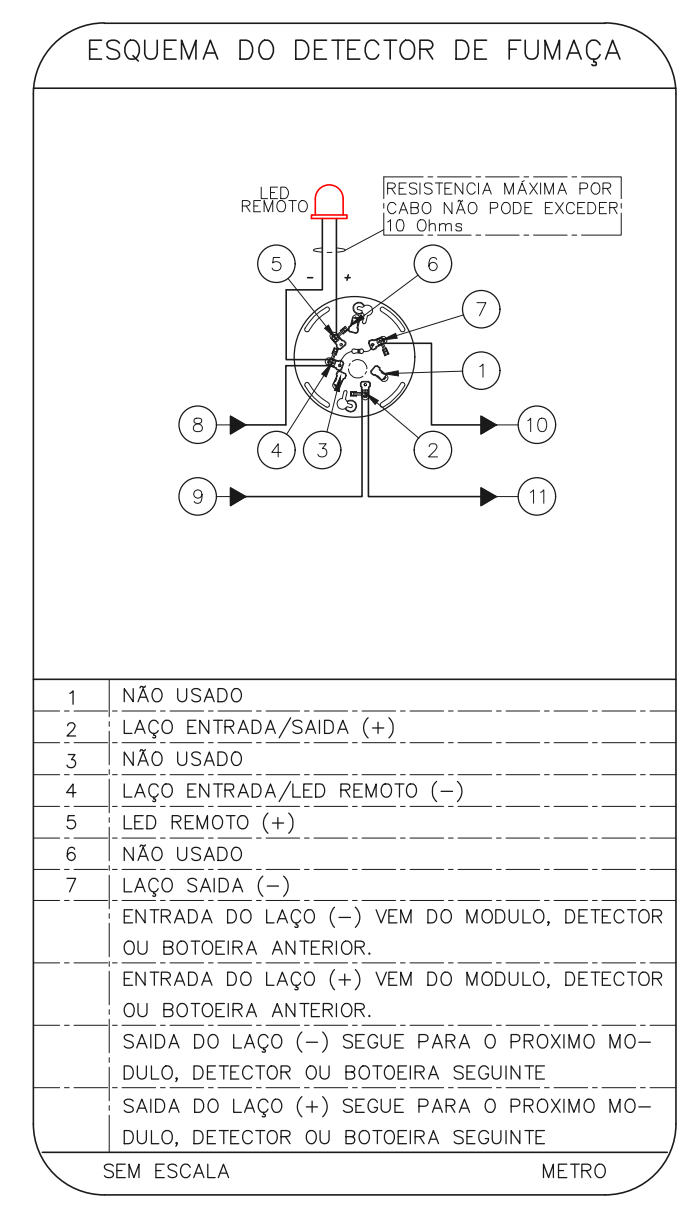 ESQUEMA DO DETECTOR DE FUMAÇA
LED
REMOTO
RESISTENCIA MÁXIMA POR
CABO NÃO PODE EXCEDER
10 Ohms
5
6
- +
7
1
8
10
4
3
2
9
11
1 NÃO USADO
2 LAÇO ENTRADA/SAIDA (+)
3 NÃO USADO
4 LAÇO ENTRADA/LED REMOTO (-)
5 LED REMOTO (+)
6 NÃO USADO
7 LAÇO SAIDA (-)
ENTRADA DO LAÇO (-) VEM DO MODULO, DETECTOR
OU BOTOEIRA ANTERIOR.
ENTRADA DO LAÇO (+) VEM DO MODULO, DETECTOR
OU BOTOEIRA ANTERIOR.
SAIDA DO LAÇO (-) SEGUE PARA O PROXIMO MO-
DULO, DETECTOR OU BOTOEIRA SEGUINTE
SAIDA DO LAÇO (+) SEGUE PARA O PROXIMO MO-
DULO, DETECTOR OU BOTOEIRA SEGUINTE
SEM ESCALA METRO